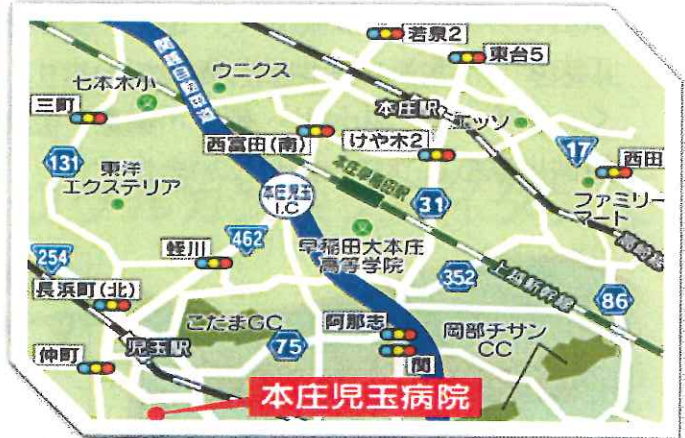 若泉2
東台5
関越自動車道
ウニクス
七本木小
三町
本庄駅
エッソ
17
西富田(南)
けや木2
西田
131
東洋
エクステリア
本庄児玉
I.C
本庄早稲田駅
31
ファミリー
マート
高崎線
254
蛭川
462
早稲田大本庄
高等学院
352
上越新幹線
86
長浜町(北)
こだまGC
阿那志
岡部チサン
CC
児玉駅
75
仲町
関
本庄児玉病院